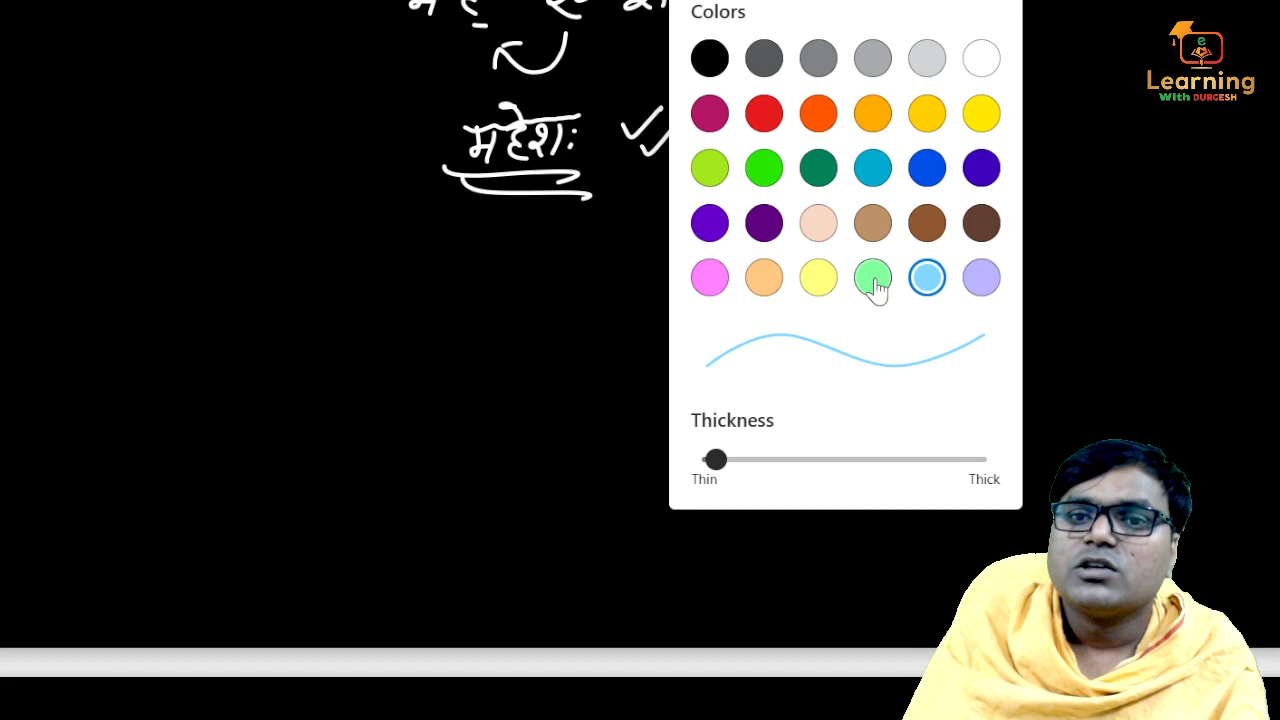 Colors
महेशः
Thickness
Thin
Thick
e
Learning
With DURGESH